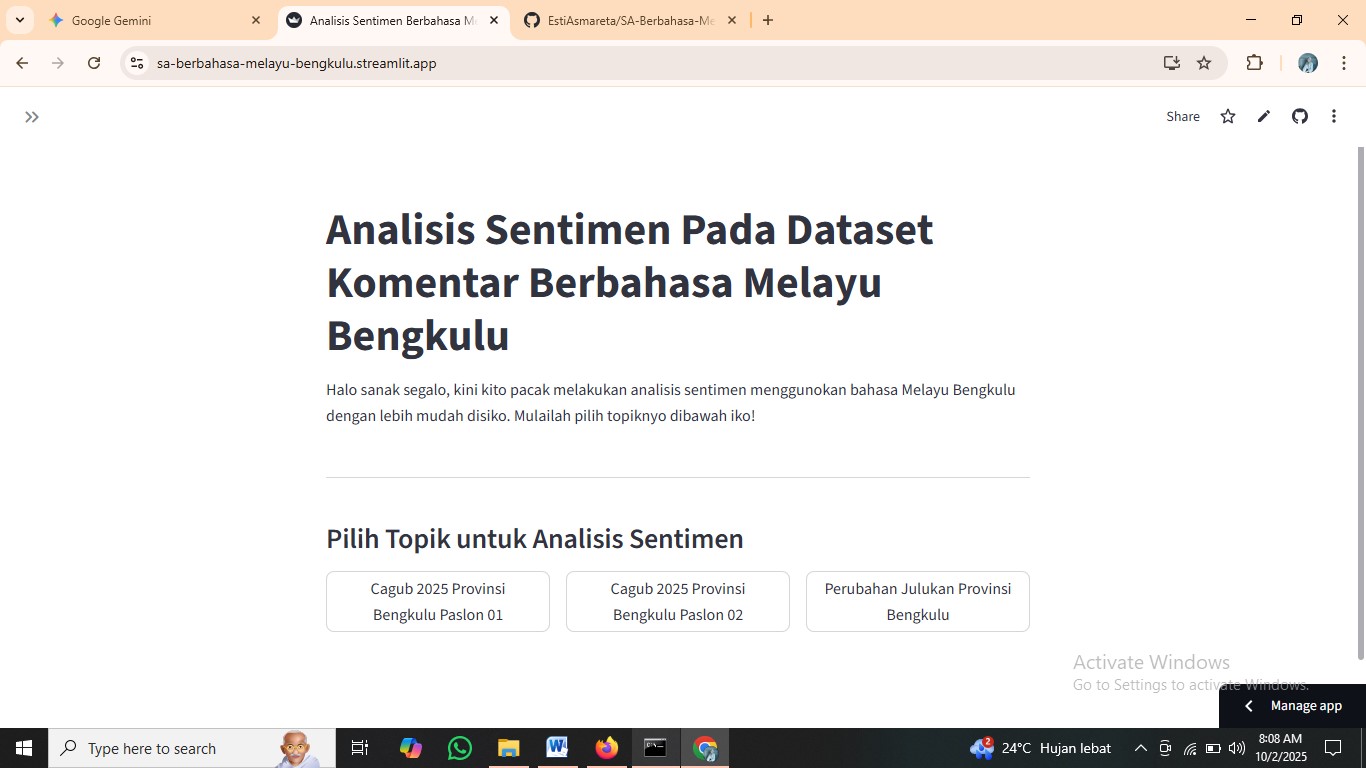 Google Gemini
Analisis Sentimen Berbahasa M
EstiAsmareta/SA-Berbahasa-Me
sa-berbahasa-melayu-bengkulu.streamlit.app
Share
Analisis Sentimen Pada Dataset
Komentar Berbahasa Melayu
Bengkulu
Halo sanak segalo, kini kito pacak melakukan analisis sentimen menggunokan bahasa Melayu Bengkulu
dengan lebih mudah disiko. Mulailah pilih topiknyo dibawah iko!
Pilih Topik untuk Analisis Sentimen
Cagub 2025 Provinsi
Bengkulu Paslon 01
Cagub 2025 Provinsi
Bengkulu Paslon 02
Perubahan Julukan Provinsi
Bengkulu
Activate Windows
Go to Settings to activate Windows.
Manage app
Type here to search
2
24°C Hujan lebat
8:08 AM
10/2/2025